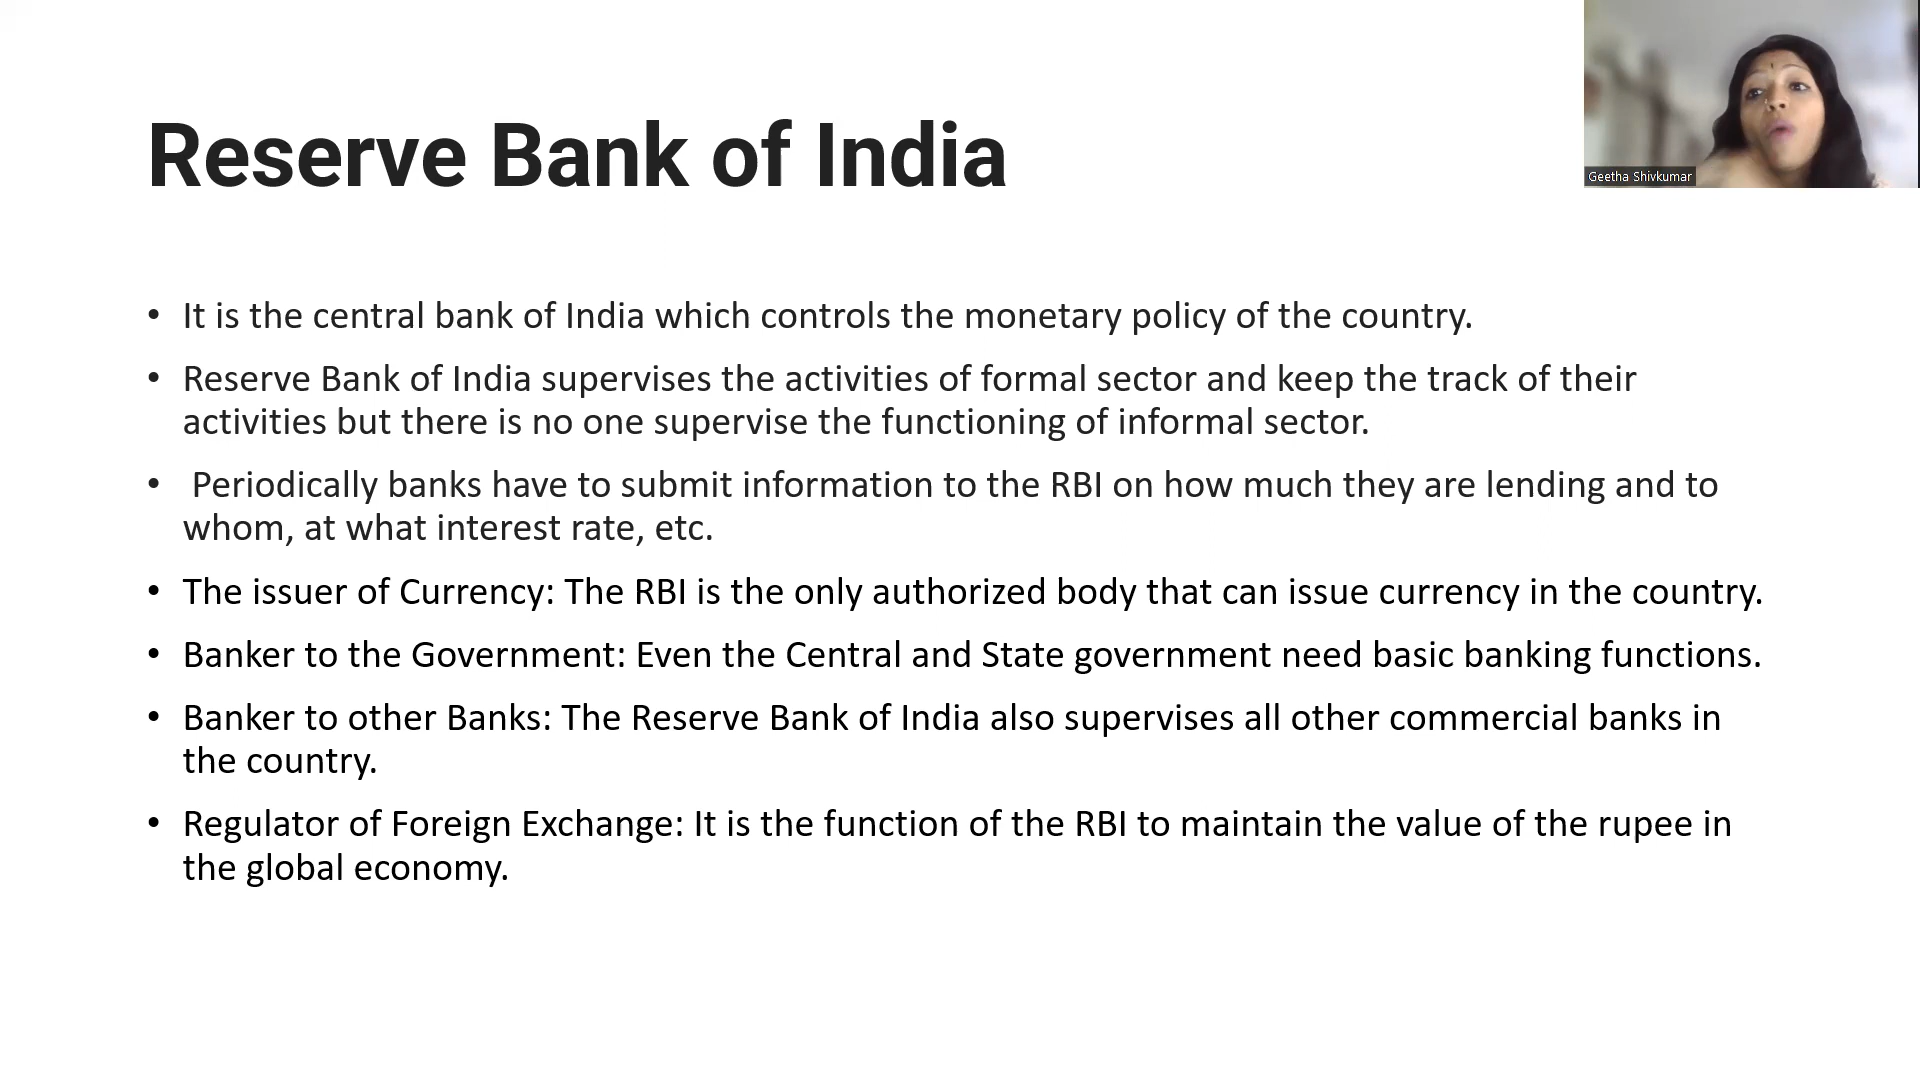 Reserve Bank of India
Geetha Shivkumar
• It is the central bank of India which controls the monetary policy of the country.
• Reserve Bank of India supervises the activities of formal sector and keep the track of their
activities but there is no one supervise the functioning of informal sector.
• Periodically banks have to submit information to the RBI on how much they are lending and to
whom, at what interest rate, etc.
• The issuer of Currency: The RBI is the only authorized body that can issue currency in the country.
• Banker to the Government: Even the Central and State government need basic banking functions.
• Banker to other Banks: The Reserve Bank of India also supervises all other commercial banks in
the country.
• Regulator of Foreign Exchange: It is the function of the RBI to maintain the value of the rupee in
the global economy.